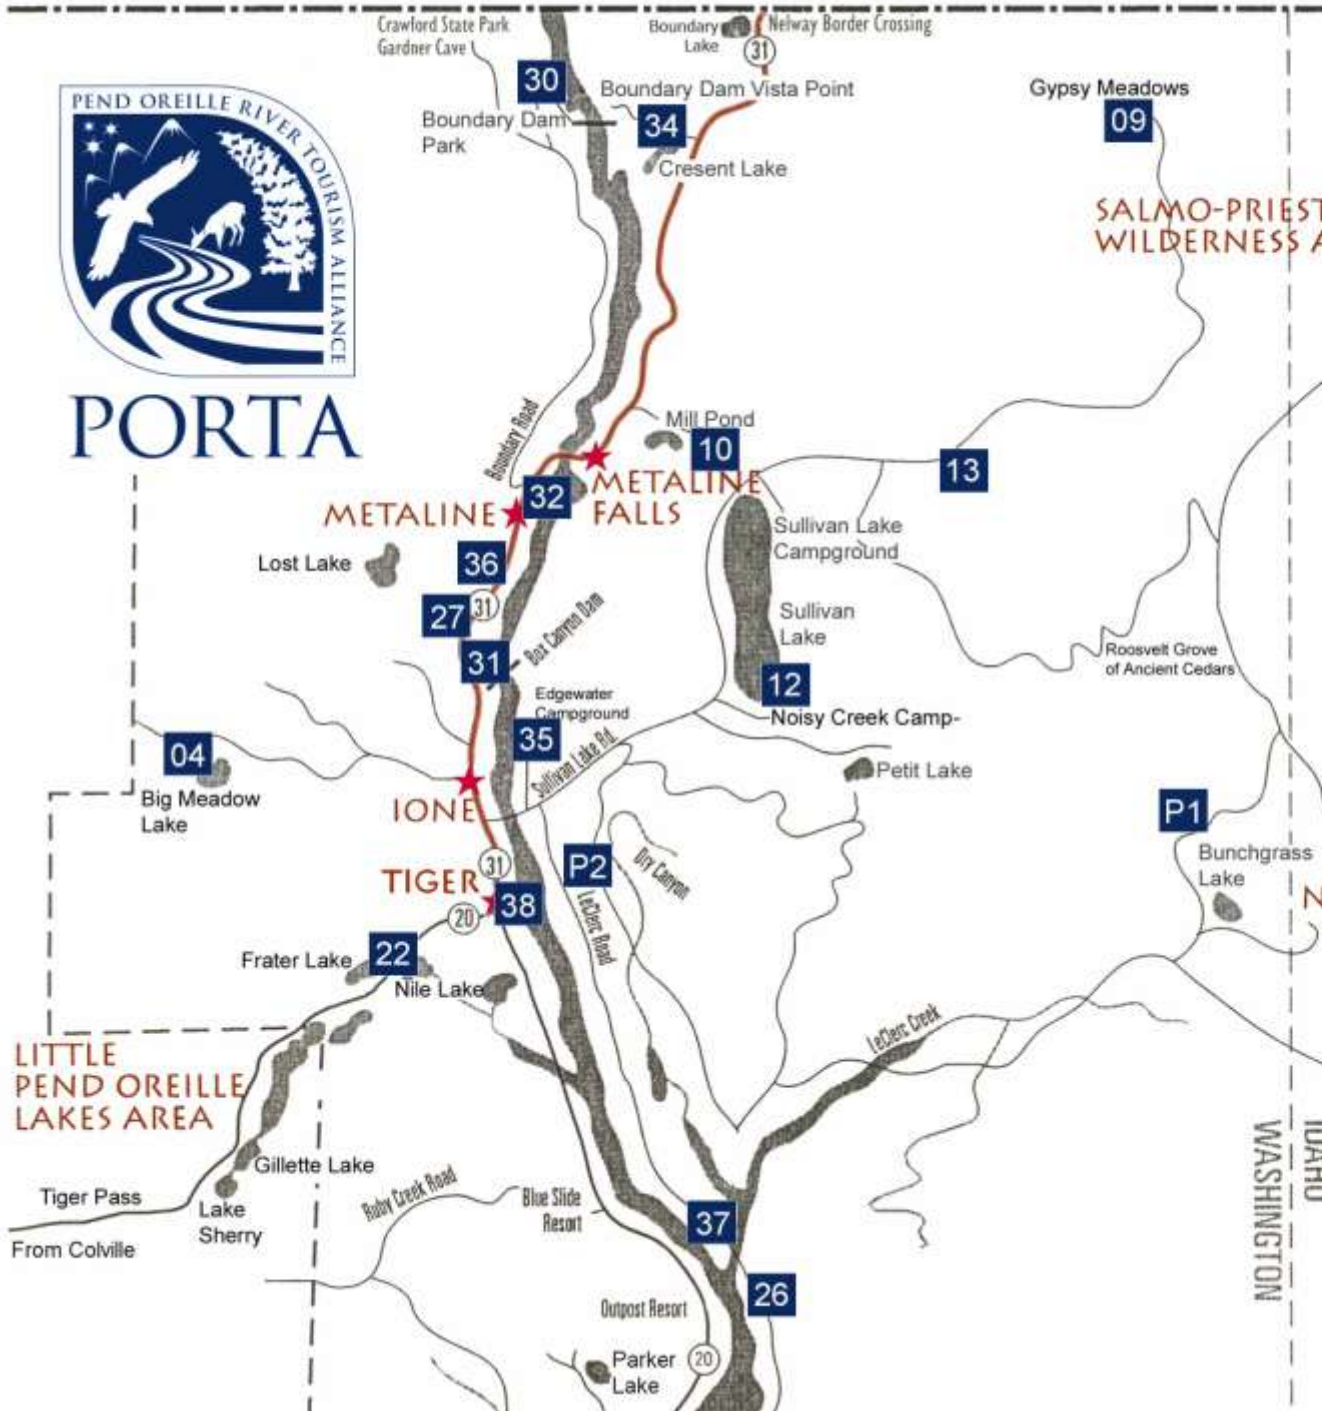 Crawford State Park
Gardner Cave
Boundary
Lake
Nelway Border Crossing
31
PEND OREILLE RIVER TOURISM ALLIANCE
PORTA
30
Boundary Dam Vista Point
34
Boundary Dam
Park
Cresent Lake
Gypsy Meadows
09
SALMO-PRIEST
WILDERNESS A
Boundary Road
Mill Pond
10
13
METALINE
FALLS
32
METALINE
Sullivan Lake
Campground
Lost Lake
36
31
27
Box Canyon Dam
Sullivan
Lake
31
Roosvelt Grove
of Ancient Cedars
12
Edgewater
Campground
Noisy Creek Camp-
35
Sullivan Lake Rd.
04
Big Meadow
Lake
Petit Lake
IONE
P1
Bunchgrass
Lake
P2
Dry Canyon
31
TIGER
38
20
LeClerc Road
N
22
Frater Lake
Nile Lake
LeClerc Creek
LITTLE
PEND OREILLE
LAKES AREA
Gillette Lake
Ruby Creek Road
Tiger Pass
Lake
Sherry
From Colville
Blue Slide
Resort
37
26
Outpost Resort
Parker
Lake
20
WASHINGTON
IDAHO